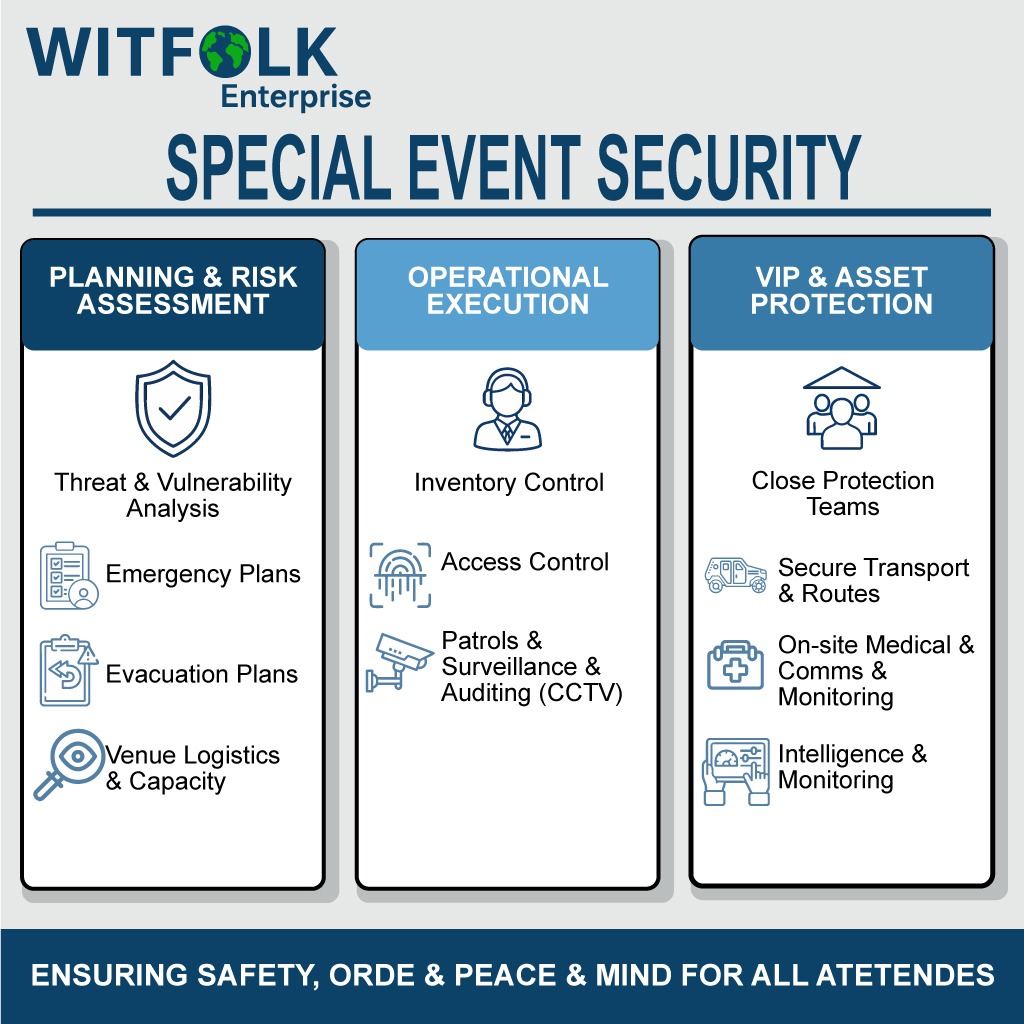 WITFOLK
Enterprise
SPECIAL EVENT SECURITY
PLANNING & RISK
ASSESSMENT
Threat & Vulnerability
Analysis
Emergency Plans
Evacuation Plans
Venue Logistics
& Capacity
OPERATIONAL
EXECUTION
Inventory Control
Access Control
Patrols &
Surveillance &
Auditing (CCTV)
VIP & ASSET
PROTECTION
Close Protection
Teams
Secure Transport
& Routes
On-site Medical &
Comms &
Monitoring
Intelligence &
Monitoring
ENSURING SAFETY, ORDE & PEACE & MIND FOR ALL ATETENDES